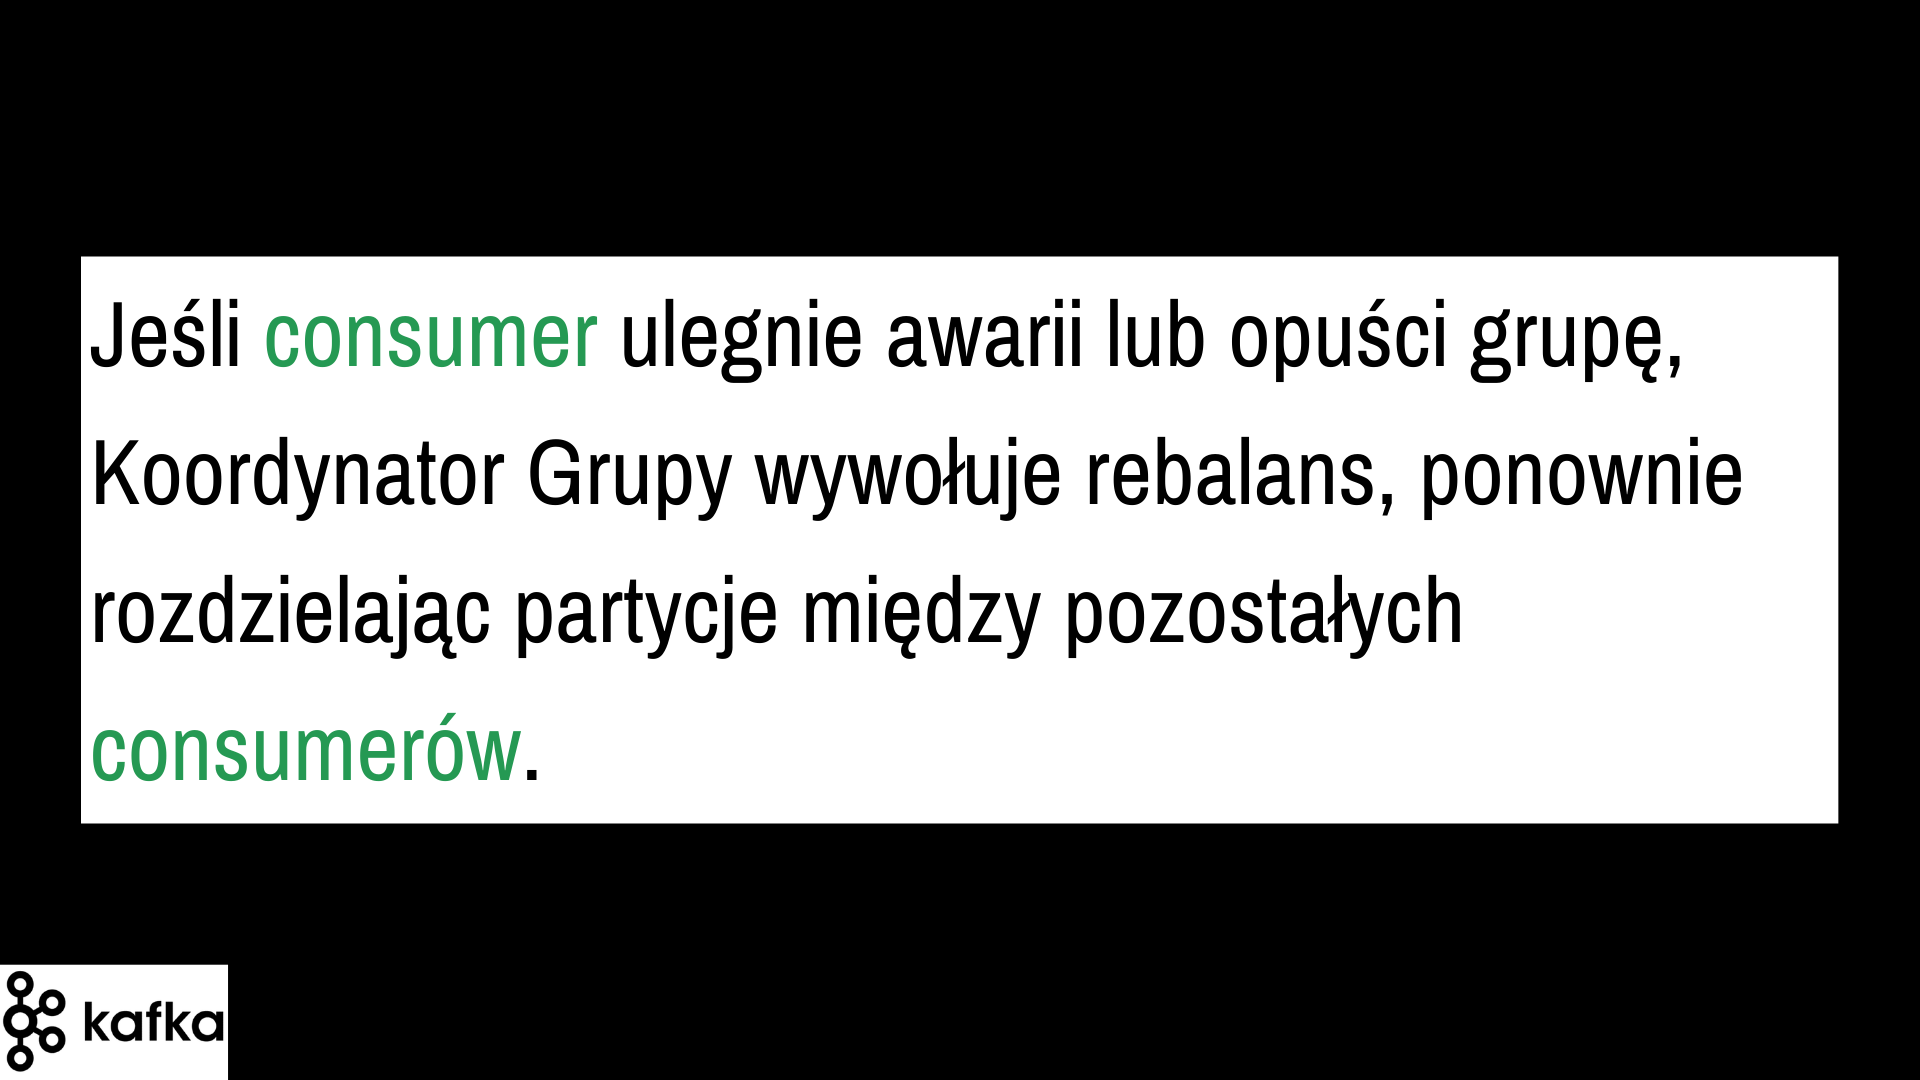 Jeśli consumer ulegnie awarii lub opuści grupę,
Koordynator Grupy wywołuje rebalans, ponownie
rozdzielając partycje między pozostałych
consumerów.
kafka